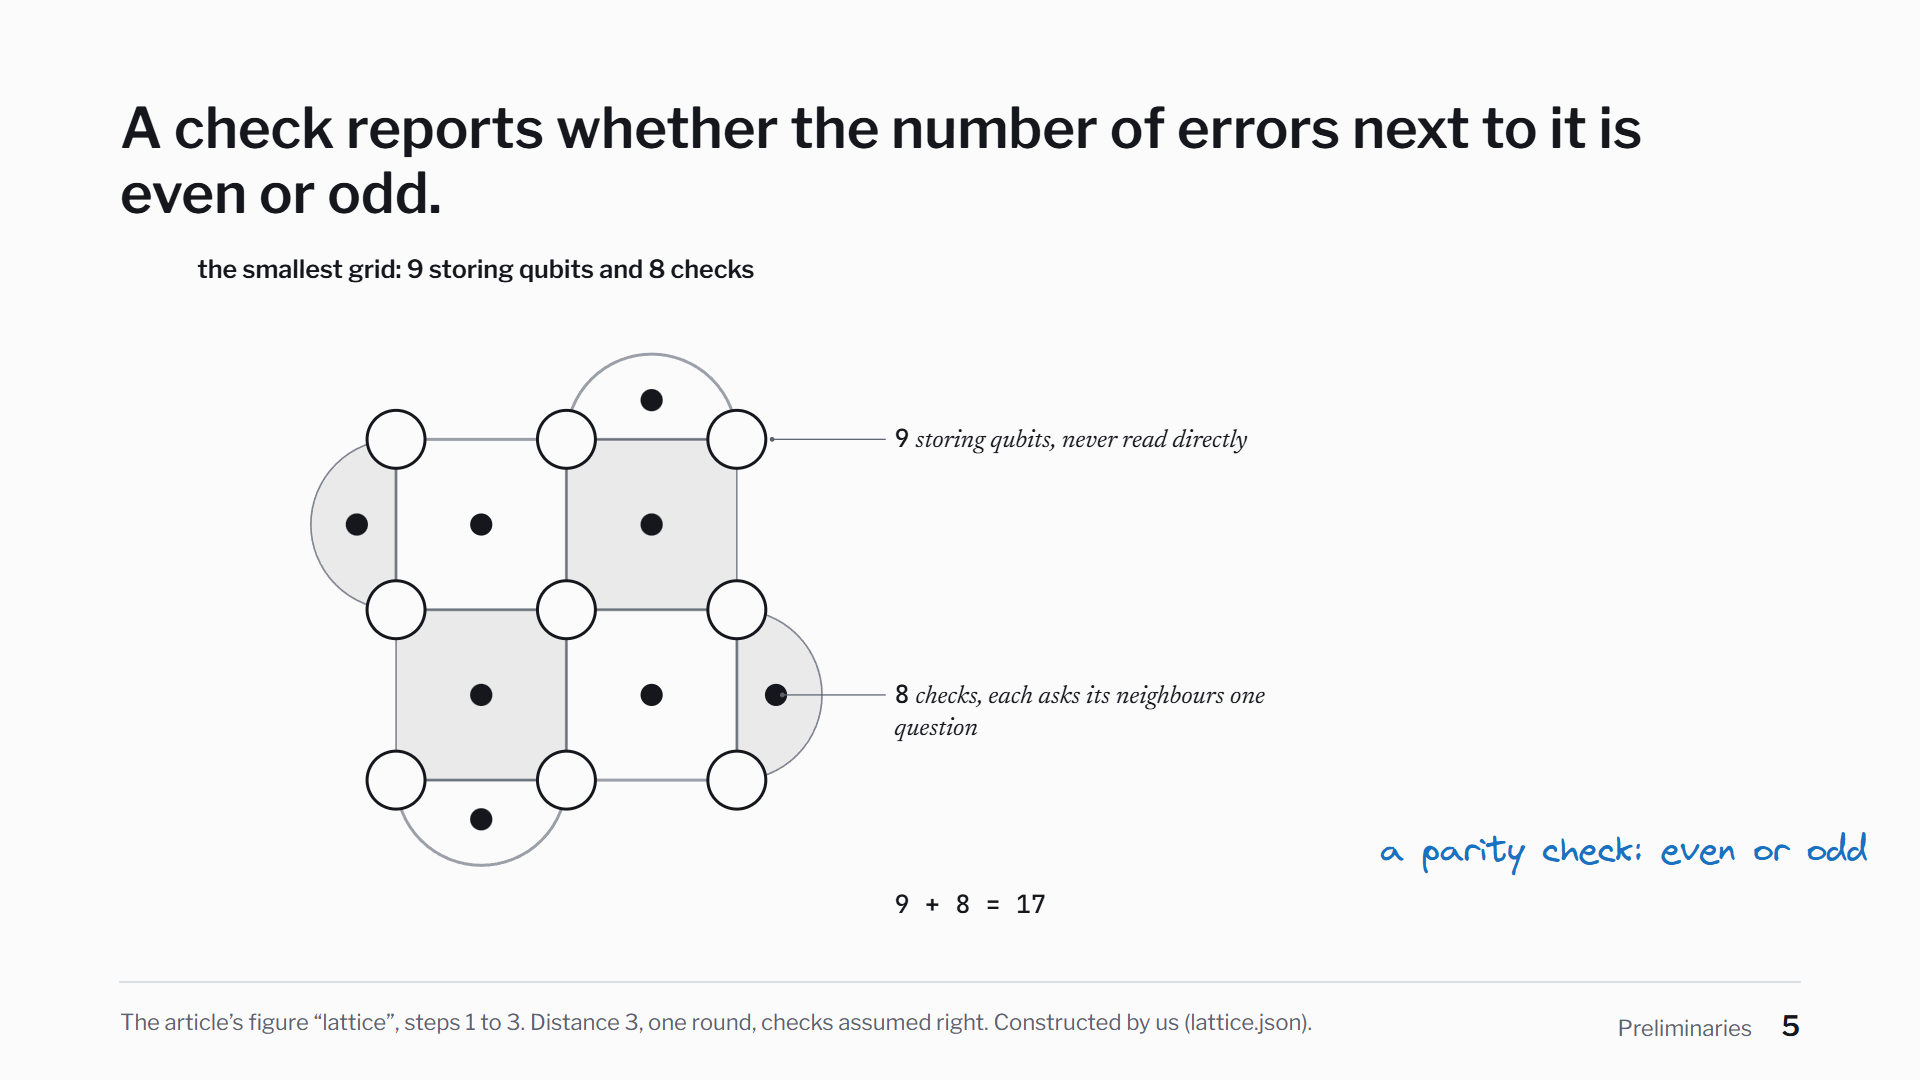 A check reports whether the number of errors next to it is
even or odd.
the smallest grid: 9 storing qubits and 8 checks
9 storing qubits, never read directly
8 checks, each asks its neighbours one
question
a parity check: even or odd
9 + 8 = 17
The article’s figure “lattice”, steps 1 to 3. Distance 3, one round, checks assumed right. Constructed by us (lattice.json).
Preliminaries 5